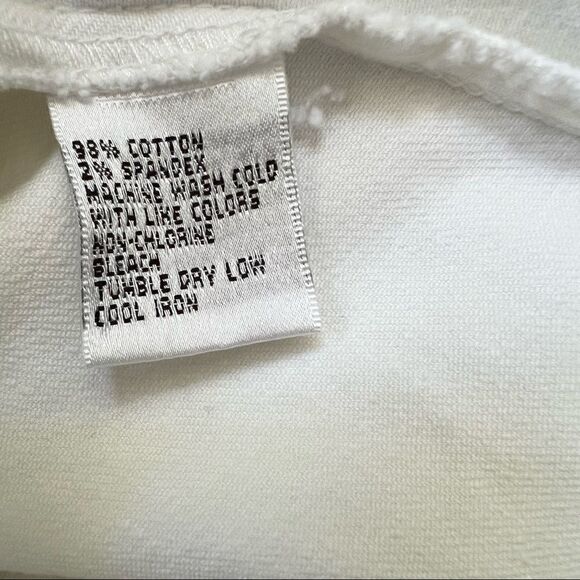 98% COTTON
2% SPANDEX
MACHINE WASH COLD
WITH LIKE COLORS
NON-CHLORINE
BLEACH
TUMBLE DRY LOW
COOL IRON